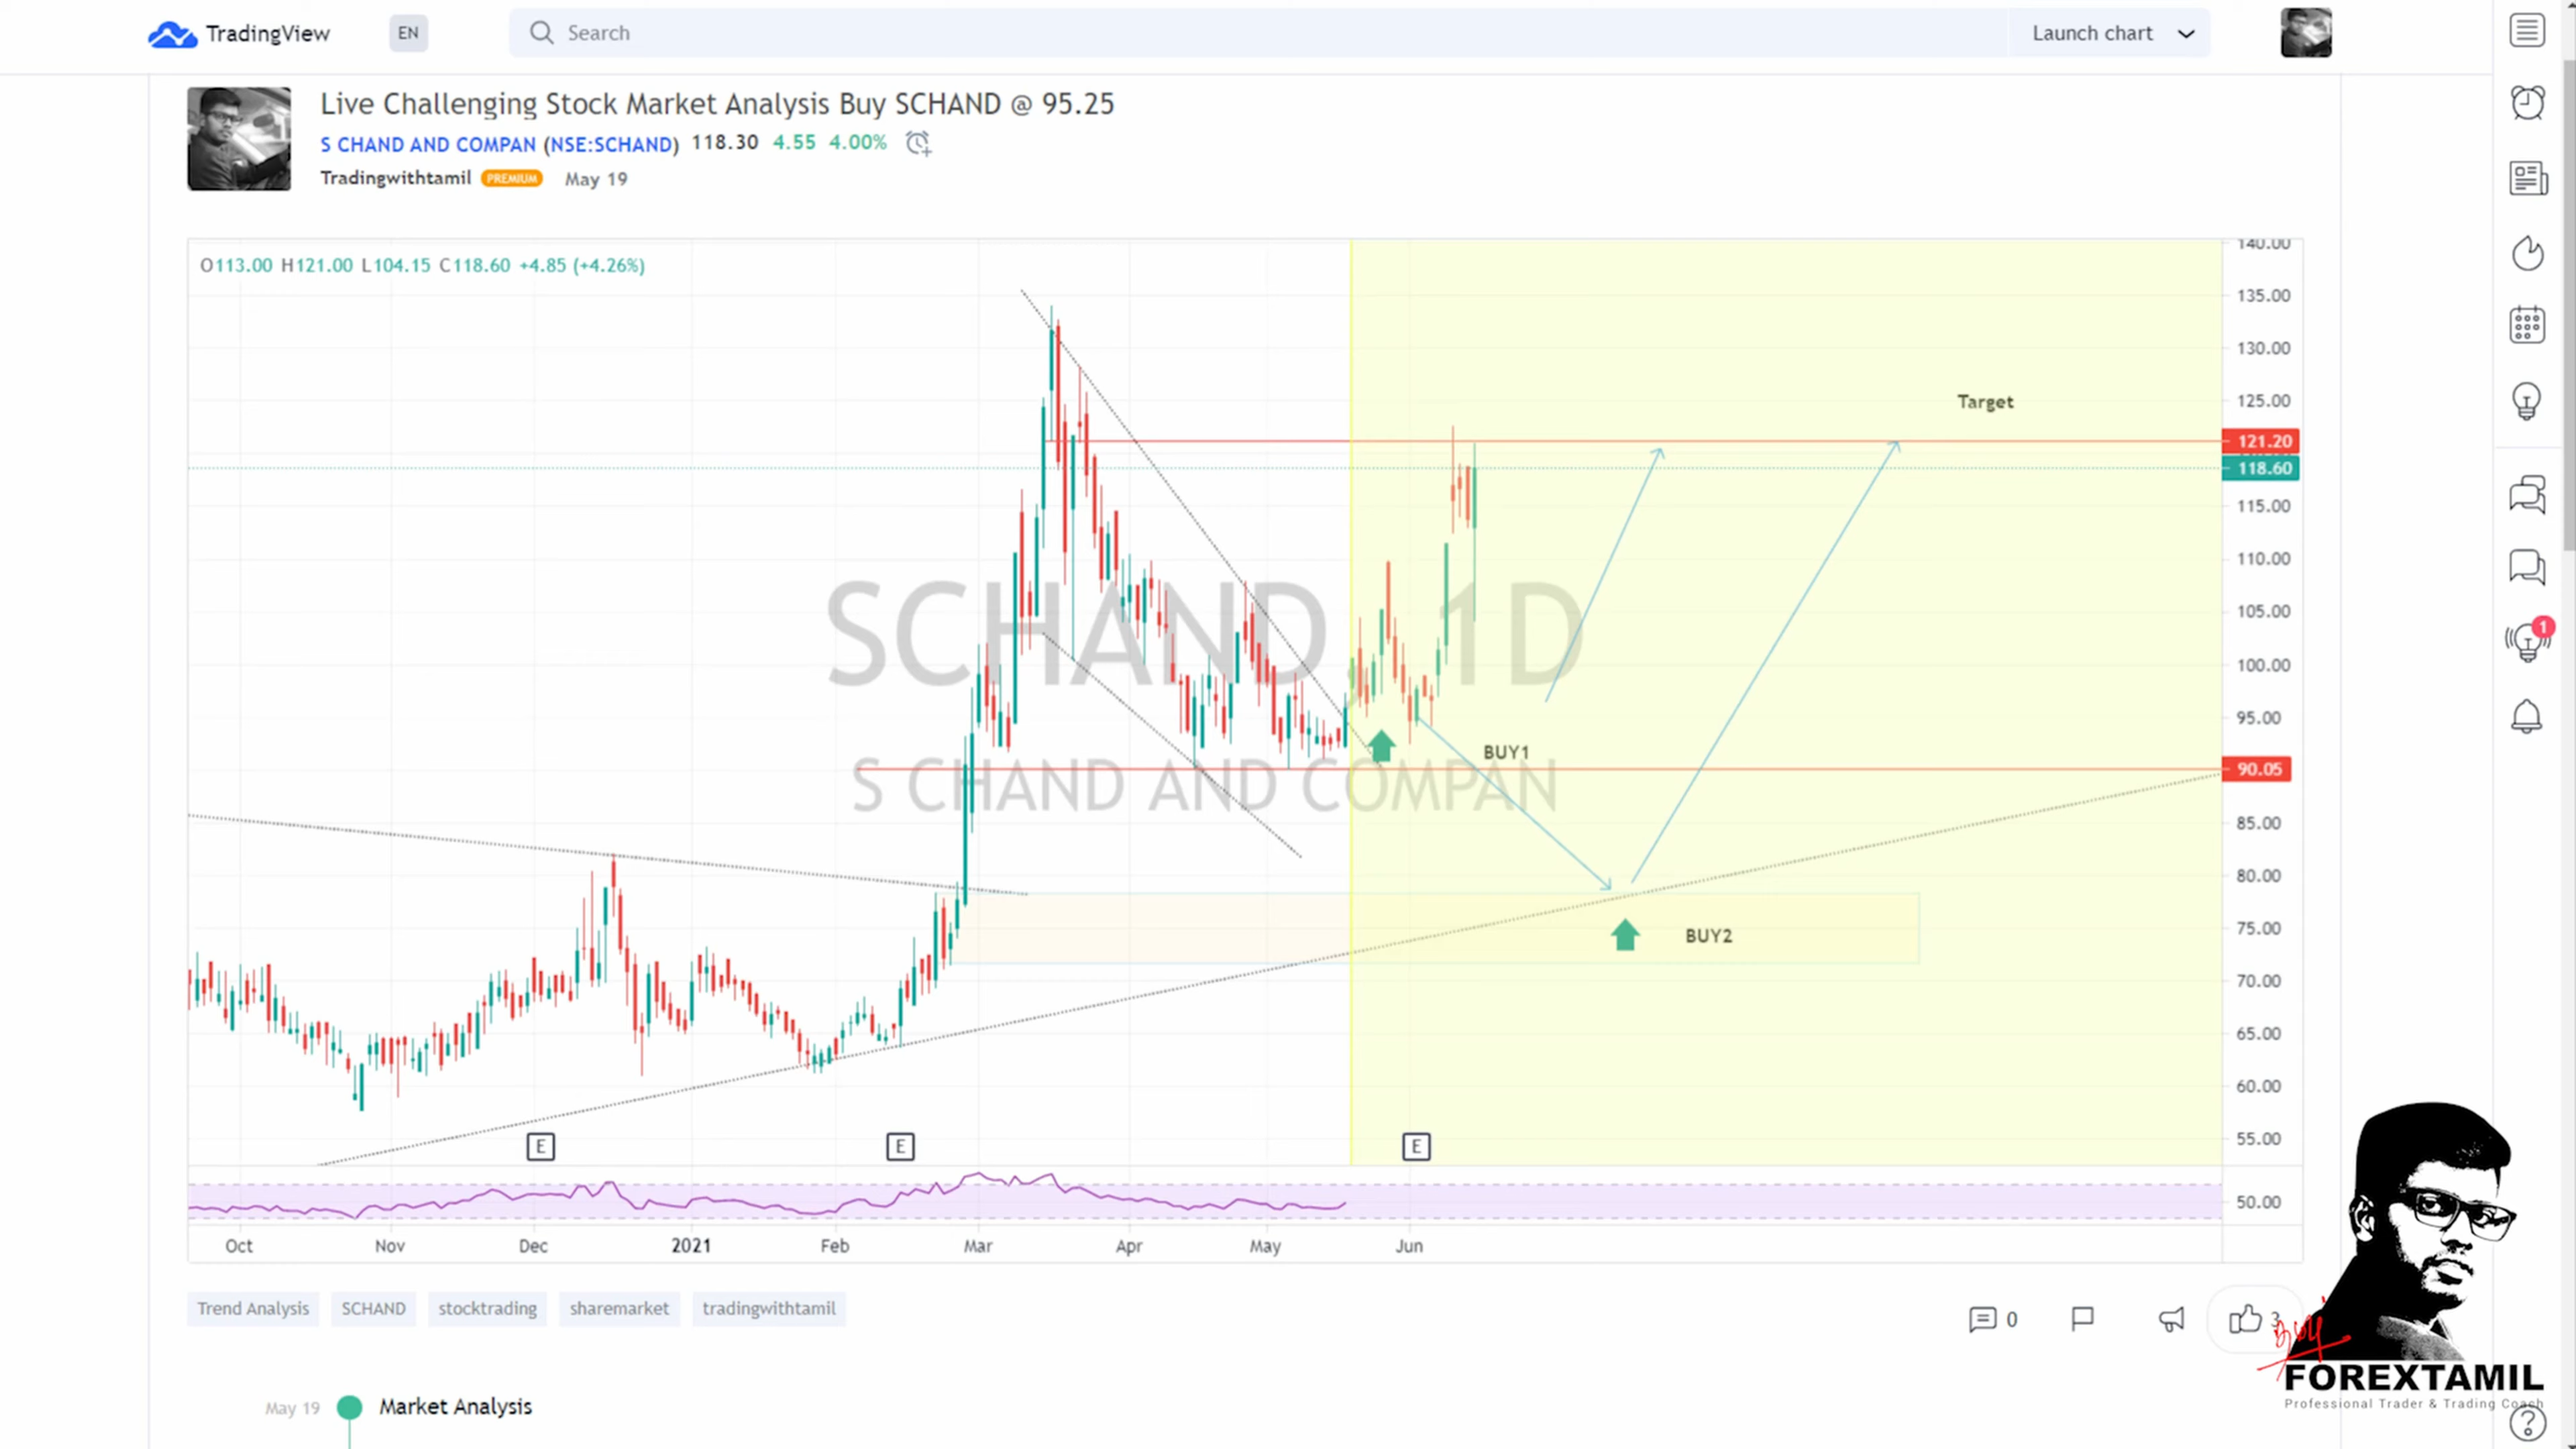 TradingView EN Search Launch chart
Live Challenging Stock Market Analysis Buy SCHAND @ 95.25
S CHAND AND COMPAN (NSE:SCHAND) 118.30 4.55 4.00%
Tradingwithtamil PREMIUM May 19
O113.00 H121.00 L104.15 C118.60 +4.85 (+4.26%)
140.00
135.00
130.00
Target
125.00
121.20
118.60
115.00
110.00
105.00
SCHAND, 1D
100.00
95.00
BUY1
90.05
S CHAND AND COMPAN
85.00
80.00
75.00
BUY2
70.00
65.00
60.00
55.00
E E E
50.00
Oct Nov Dec 2021 Feb Mar Apr May Jun
Trend Analysis SCHAND stocktrading sharemarket tradingwithtamil
0 3
1
May 19 Market Analysis
FOREXTAMIL
Professional Trader & Trading Coach
?